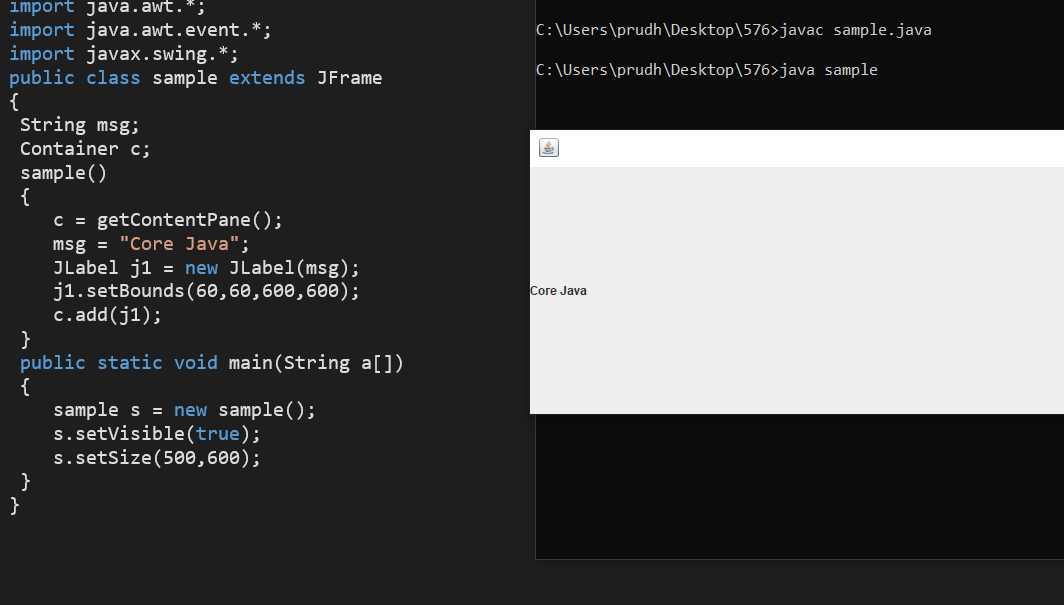 import java.awt.*;
import java.awt.event.*;
import javax.swing.*;
public class sample extends JFrame
{
 String msg;
 Container c;
 sample()
 {
    c = getContentPane();
    msg = "Core Java";
    JLabel j1 = new JLabel(msg);
    j1.setBounds(60,60,600,600);
    c.add(j1);
 }
 public static void main(String a[])
 {
    sample s = new sample();
    s.setVisible(true);
    s.setSize(500,600);
 }
}
C:\Users\prudh\Desktop\576>javac sample.java
C:\Users\prudh\Desktop\576>java sample
Core Java